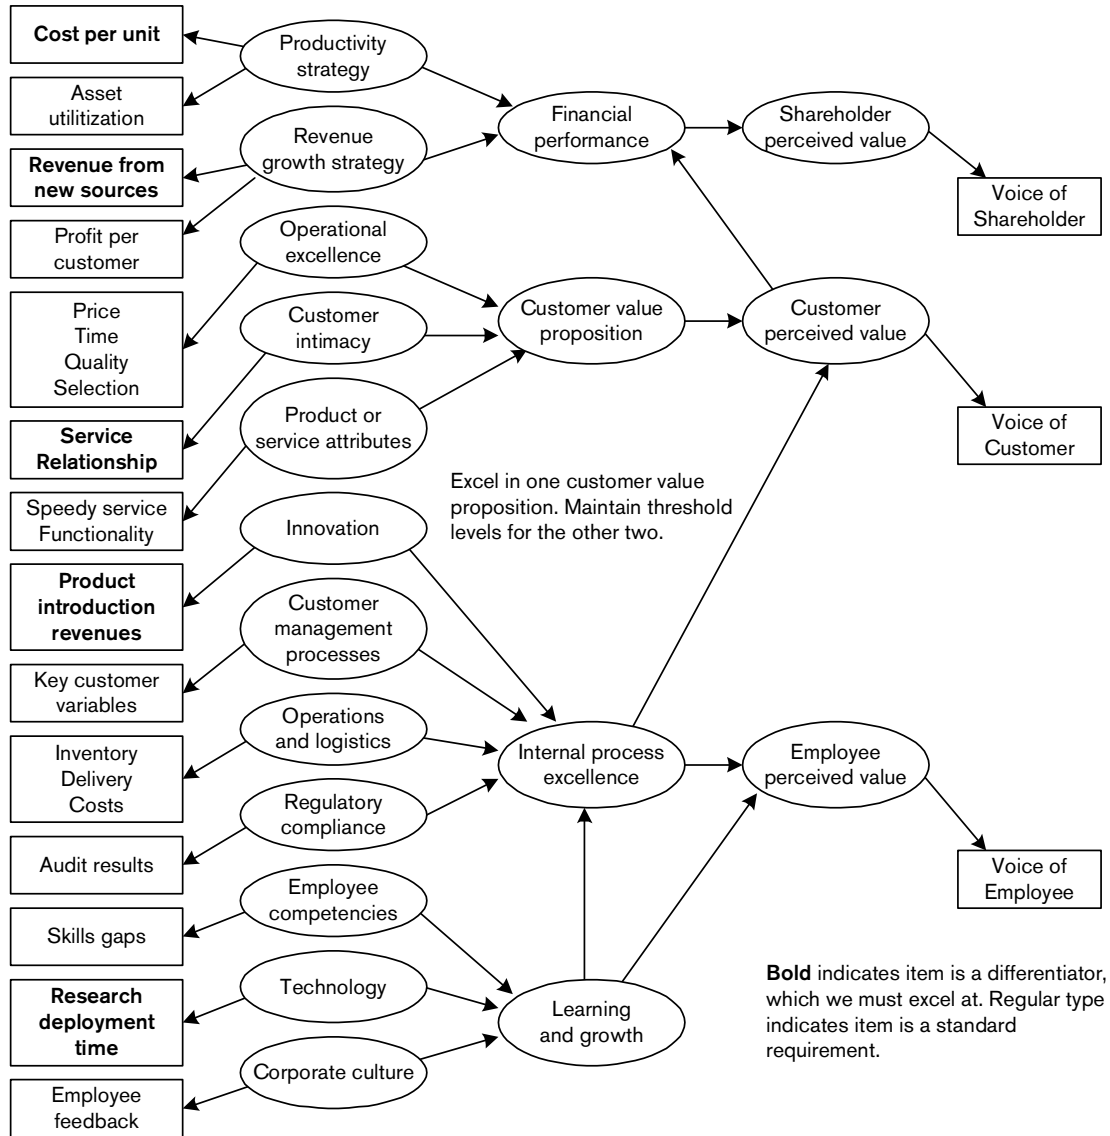 Cost per unit
Asset
utilitization
Revenue from
new sources
Profit per
customer
Price
Time
Quality
Selection
Service
Relationship
Speedy service
Functionality
Product
introduction
revenues
Key customer
variables
Inventory
Delivery
Costs
Audit results
Skills gaps
Research
deployment
time
Employee
feedback
Productivity
strategy
Revenue
growth strategy
Operational
excellence
Customer
intimacy
Product or
service attributes
Innovation
Customer
management
processes
Operations
and logistics
Regulatory
compliance
Employee
competencies
Technology
Corporate culture
Financial
performance
Customer value
proposition
Excel in one customer value
proposition. Maintain threshold
levels for the other two.
Internal process
excellence
Learning
and growth
Shareholder
perceived value
Customer
perceived value
Employee
perceived value
Voice of
Shareholder
Voice of
Customer
Voice of
Employee
Bold indicates item is a differentiator,
which we must excel at. Regular type
indicates item is a standard
requirement.